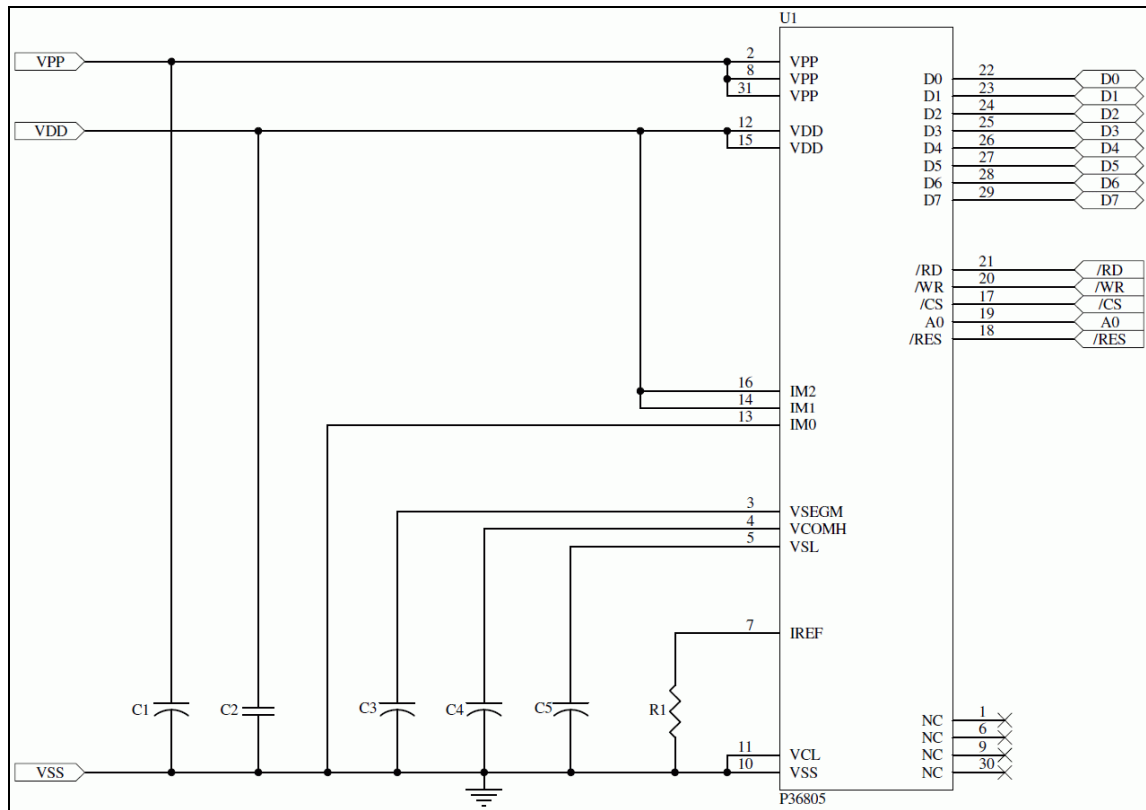 U1
VPP 2 VPP
8 VPP D0 22 D0
31 VPP D1 23 D1
D2 24 D2
VDD 12 VDD D3 25 D3
15 VDD D4 26 D4
D5 27 D5
D6 28 D6
D7 29 D7
/RD 21 /RD
/WR 20 /WR
/CS 17 /CS
A0 19 A0
/RES 18 /RES
16 IM2
14 IM1
13 IM0
3 VSEGM
4 VCOMH
5 VSL
7 IREF
C1 C2 C3 C4 C5 R1
NC 1
NC 6
11 VCL NC 9
VSS 10 VSS NC 30
P36805